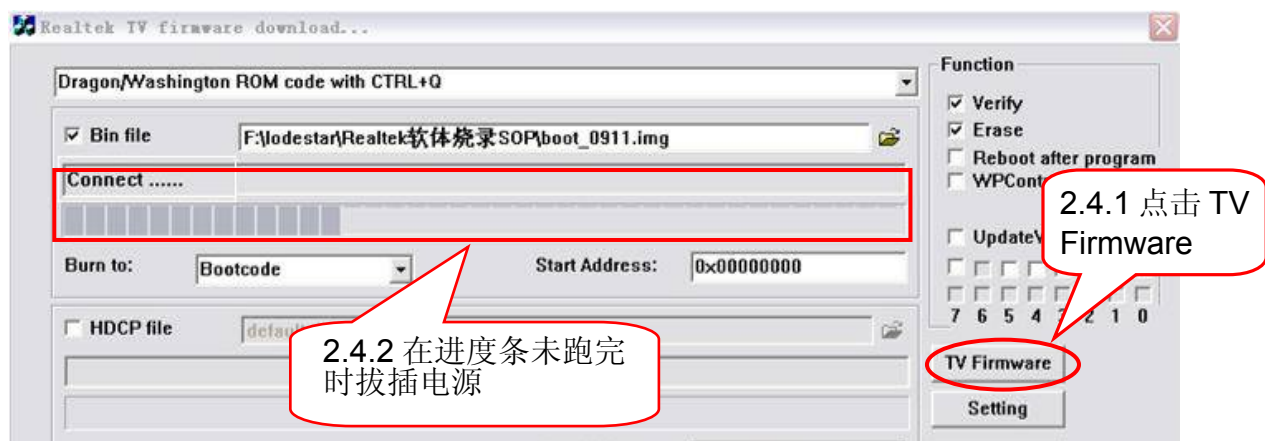 Realtek TV firmware download...
Dragon/Washington ROM code with CTRL+Q
Bin file
F:\lodestar\Realtek软体烧录SOP\boot_0911.img
Connect ......
Burn to:
Bootcode
Start Address:
0x00000000
HDCP file
2.4.2 在进度条未跑完
时拔插电源
Function
Verify
Erase
Reboot after program
2.4.1 点击 TV
Firmware
7 6 5 4 3 2 1 0
TV Firmware
Setting